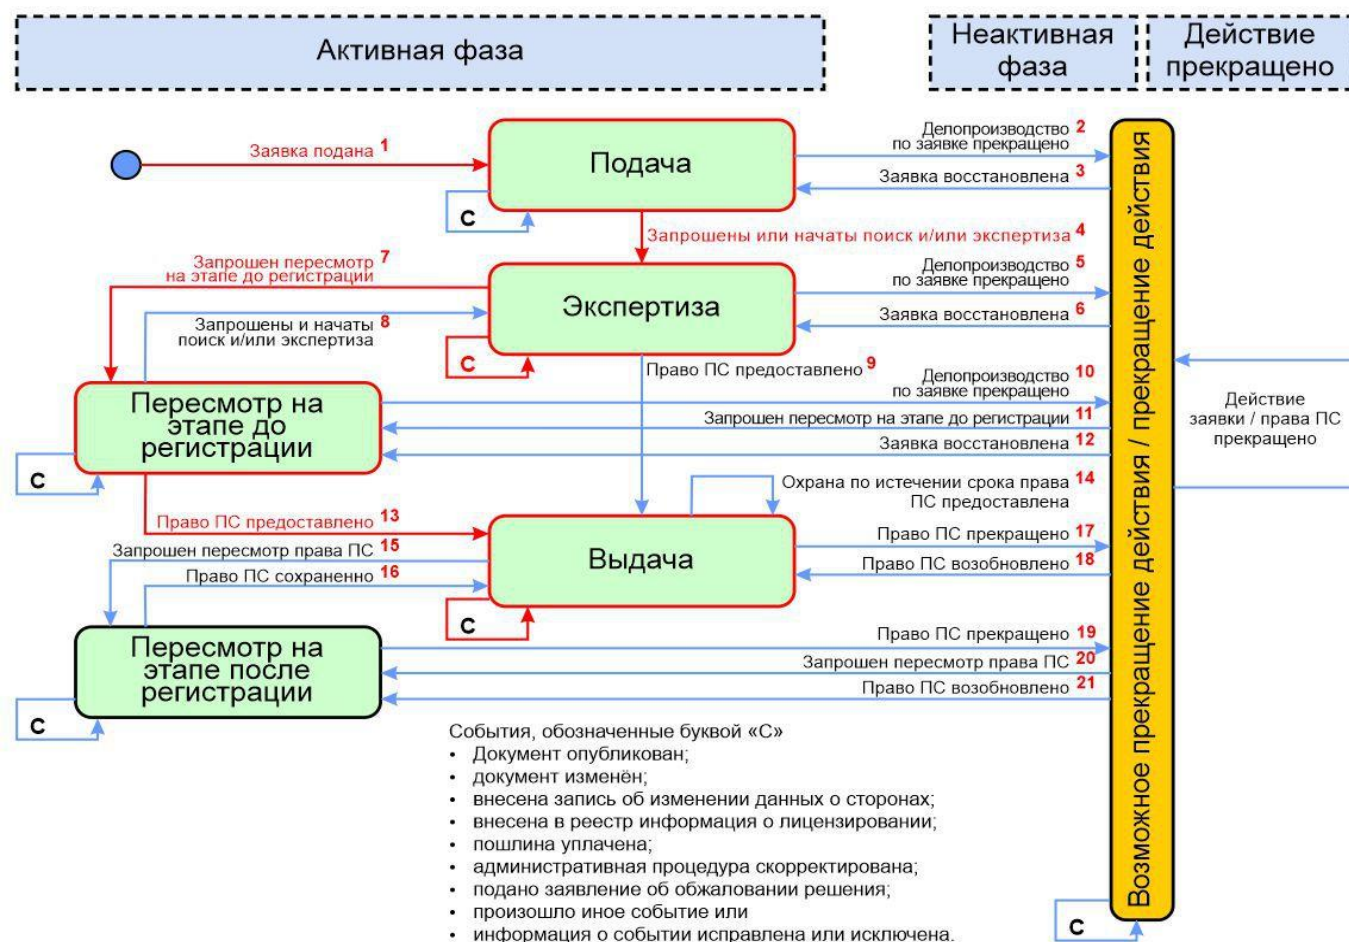 Активная фаза
Неактивная
фаза
Действие
прекращено
Заявка подана 1
Подача
Делопроизводство 2
по заявке прекращено
Заявка восстановлена 3
С
Запрошены или начаты поиск и/или экспертиза 4
Запрошен пересмотр 7
на этапе до регистрации
Экспертиза
Делопроизводство 5
по заявке прекращено
Заявка восстановлена 6
Запрошены и начаты 8
поиск и/или экспертиза
С
Право ПС предоставлено 9
Пересмотр на
этапе до
регистрации
Делопроизводство 10
по заявке прекращено
Запрошен пересмотр на этапе до регистрации 11
Заявка восстановлена 12
С
Действие
заявки / права ПС
прекращено
Охрана по истечении срока права 14
ПС предоставлена
Право ПС предоставлено 13
Запрошен пересмотр права ПС 15
Право ПС сохраненно 16
Выдача
Право ПС прекращено 17
Право ПС возобновлено 18
С
Пересмотр на
этапе после
регистрации
Право ПС прекращено 19
Запрошен пересмотр права ПС 20
Право ПС возобновлено 21
С
Возможное прекращение действия / прекращение действия
С
События, обозначенные буквой «С»
• Документ опубликован;
• документ изменён;
• внесена запись об изменении данных о сторонах;
• внесена в реестр информация о лицензировании;
• пошлина уплачена;
• административная процедура скорректирована;
• подано заявление об обжаловании решения;
• произошло иное событие или
• информация о событии исправлена или исключена.